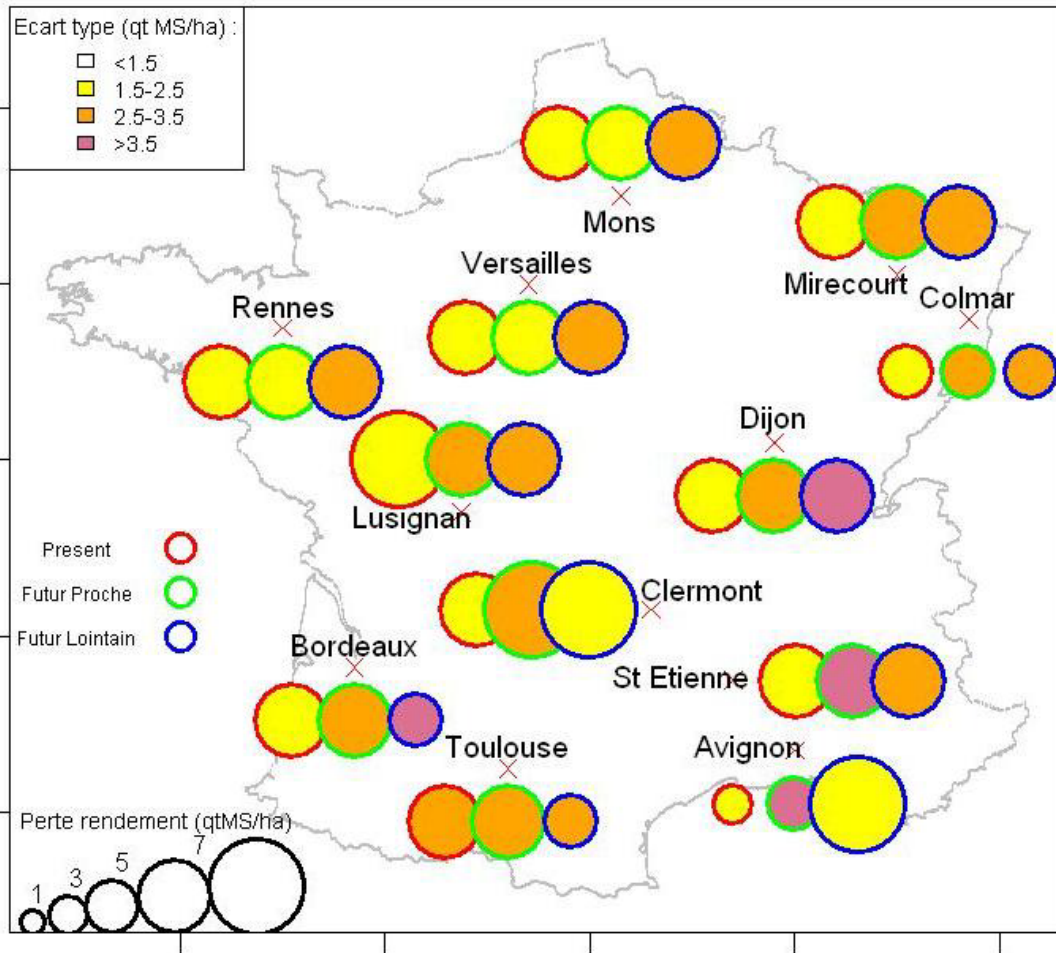 Ecart type (qt MS/ha) :
<1.5
1.5-2.5
2.5-3.5
>3.5
Mons
Mirecourt
Versailles
Colmar
Rennes
Dijon
Lusignan
Present
Futur Proche
Futur Lointain
Clermont
Bordeaux
St Etienne
Avignon
Toulouse
Perte rendement (qtMS/ha)
1 3 5 7